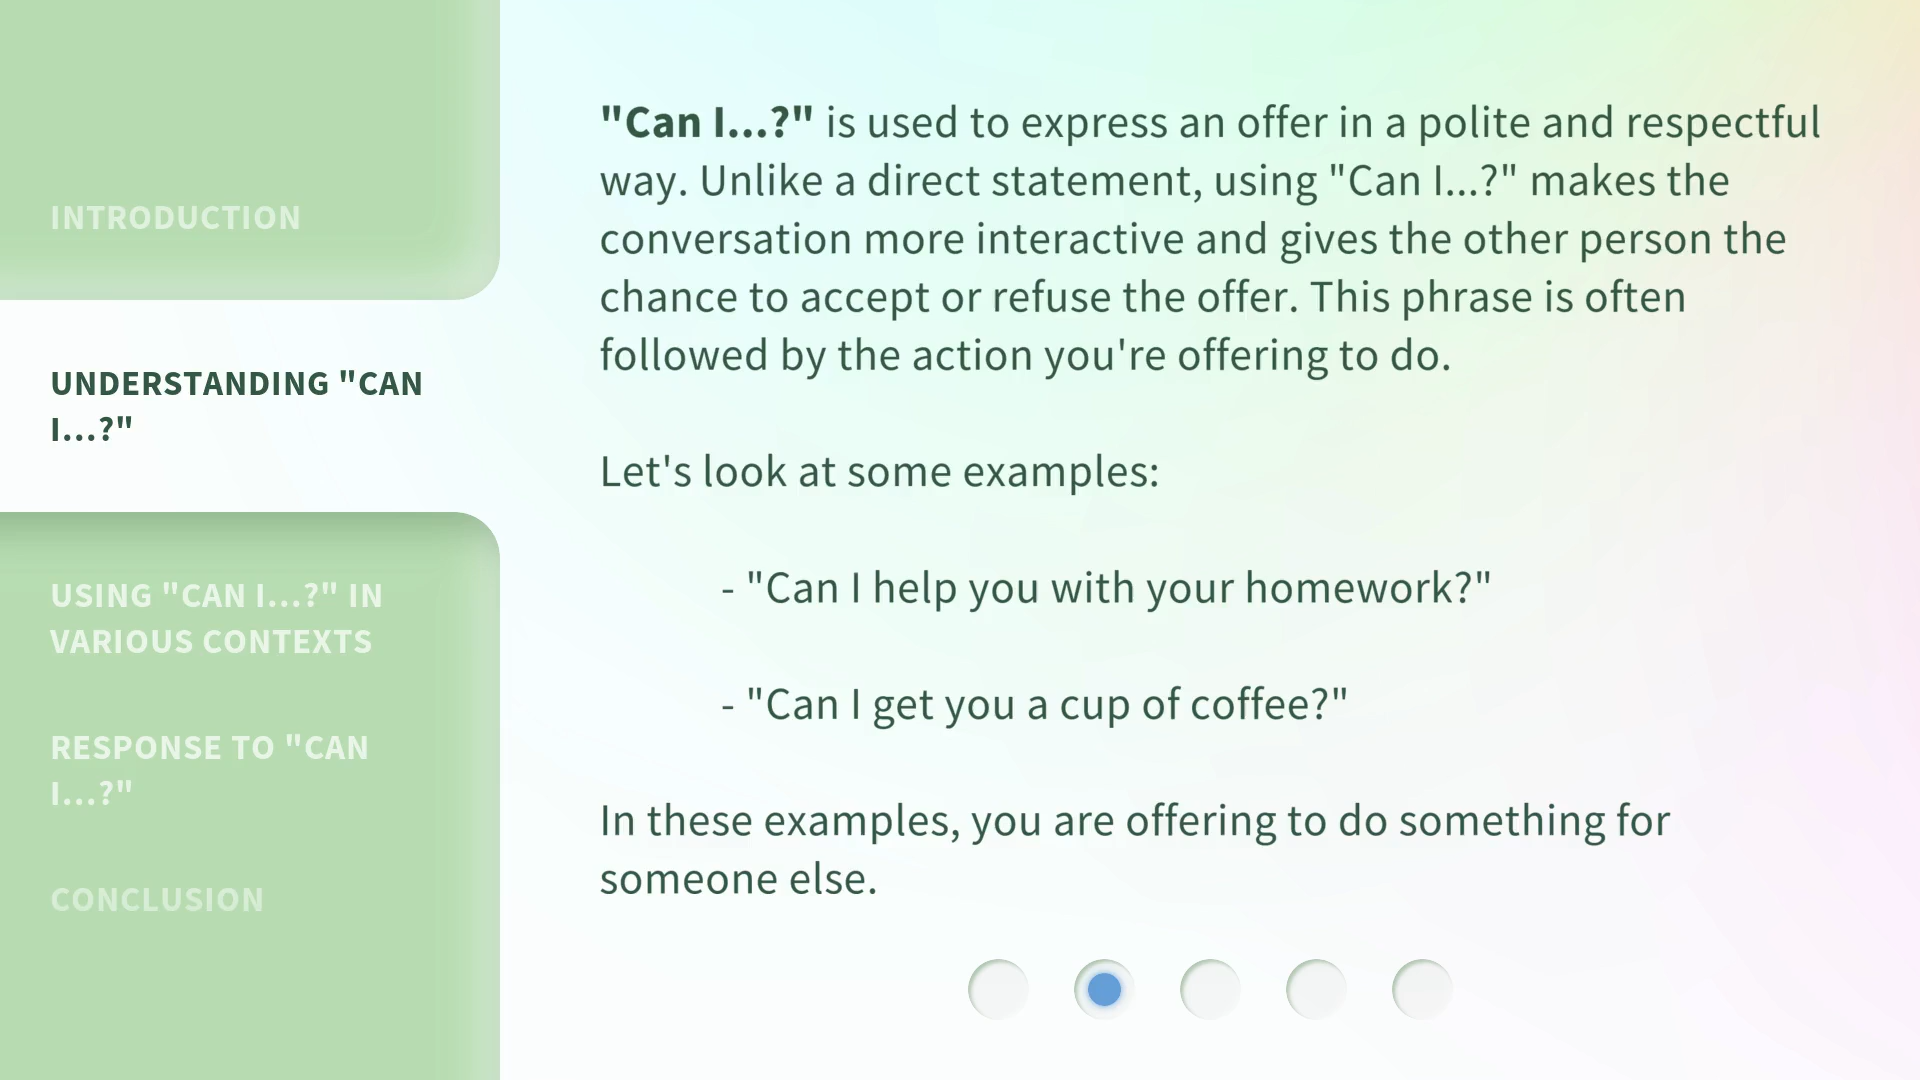 INTRODUCTION
UNDERSTANDING "CAN
I...?"
USING "CAN I...?" IN
VARIOUS CONTEXTS
RESPONSE TO "CAN
I...?"
CONCLUSION
"Can I...?" is used to express an offer in a polite and respectful
way. Unlike a direct statement, using "Can I...?" makes the
conversation more interactive and gives the other person the
chance to accept or refuse the offer. This phrase is often
followed by the action you're offering to do.
Let's look at some examples:
- "Can I help you with your homework?"
- "Can I get you a cup of coffee?"
In these examples, you are offering to do something for
someone else.